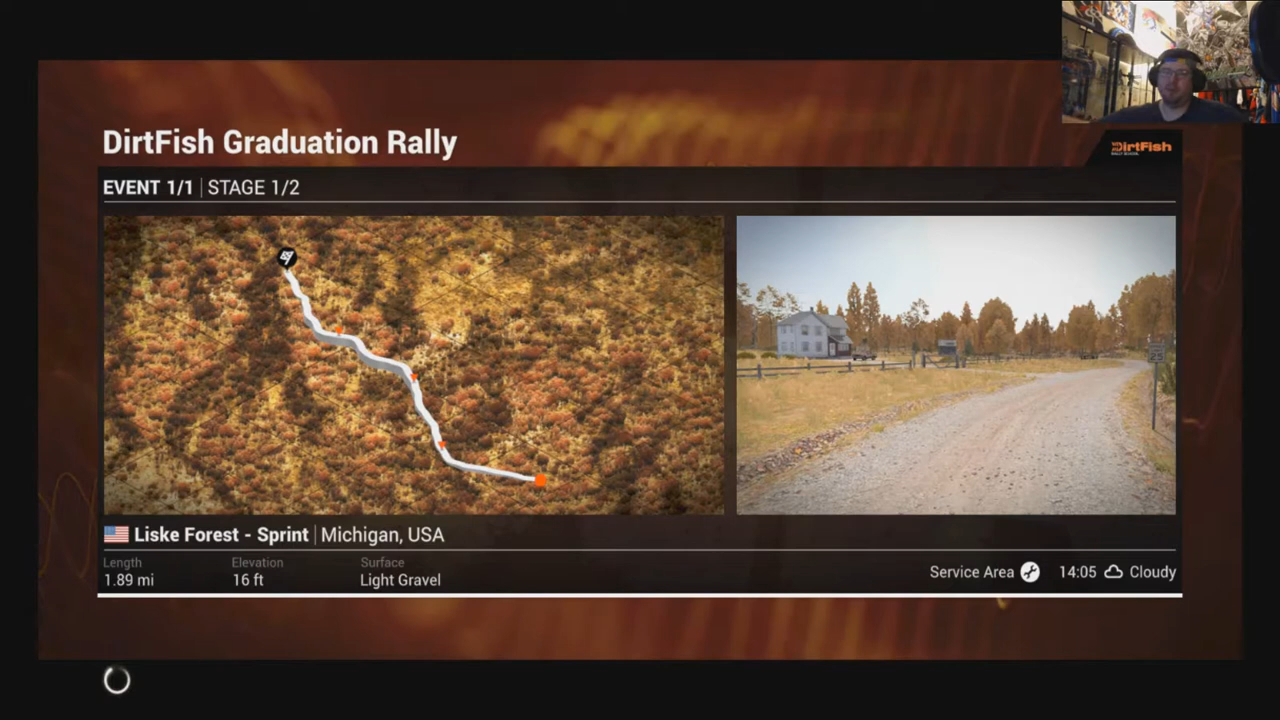 DirtFish Graduation Rally
DirtFish
EVENT 1/1 | STAGE 1/2
25
Liske Forest - Sprint | Michigan, USA
Length
1.89 mi
Elevation
16 ft
Surface
Light Gravel
Service Area
14:05
Cloudy